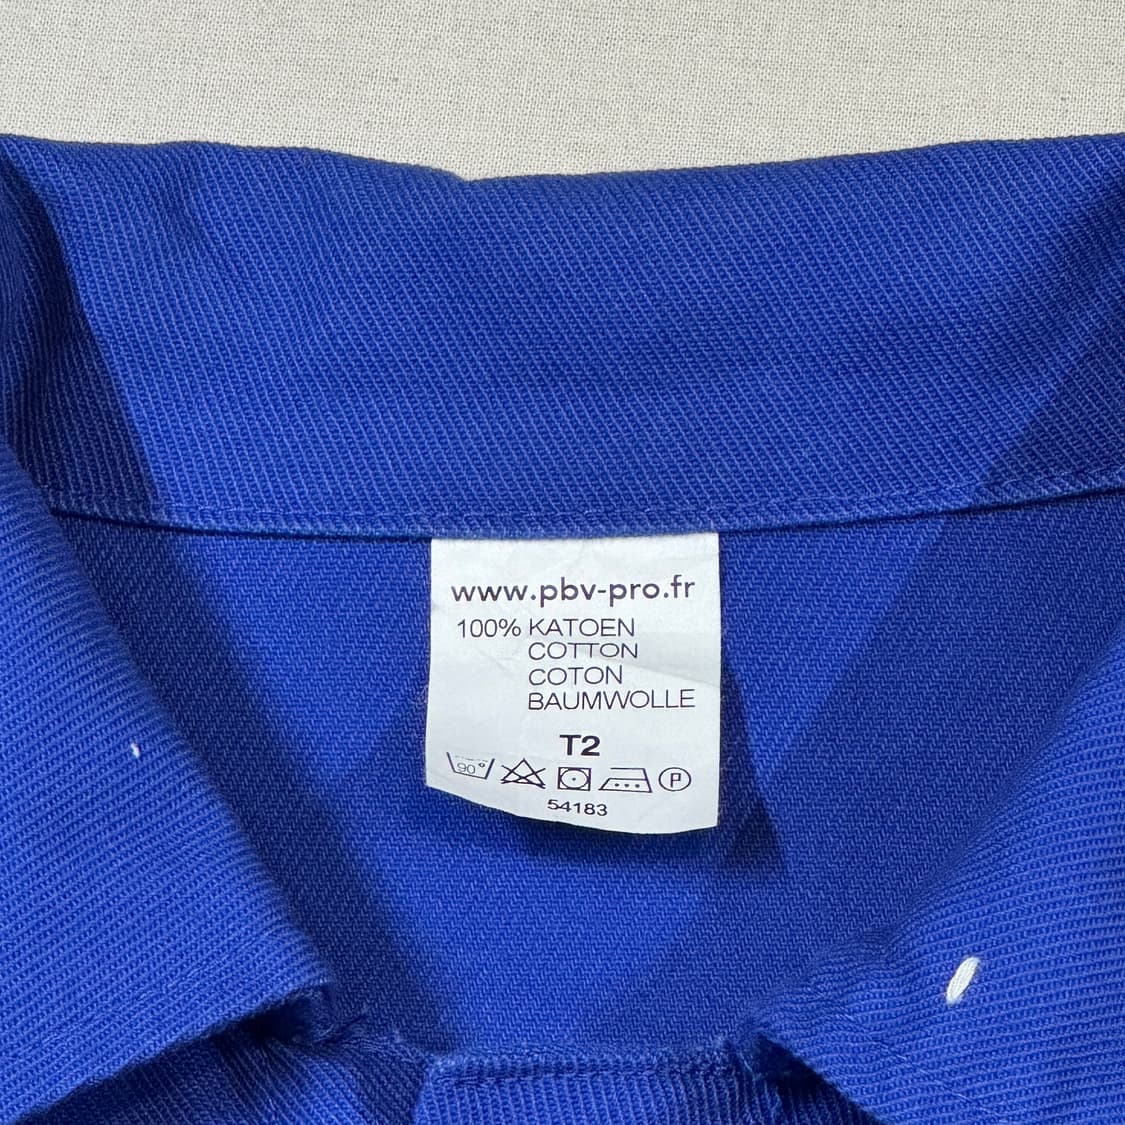 www.pbv-pro.fr
100% KATOEN
COTTON
COTON
BAUMWOLLE
T2
90° P
54183